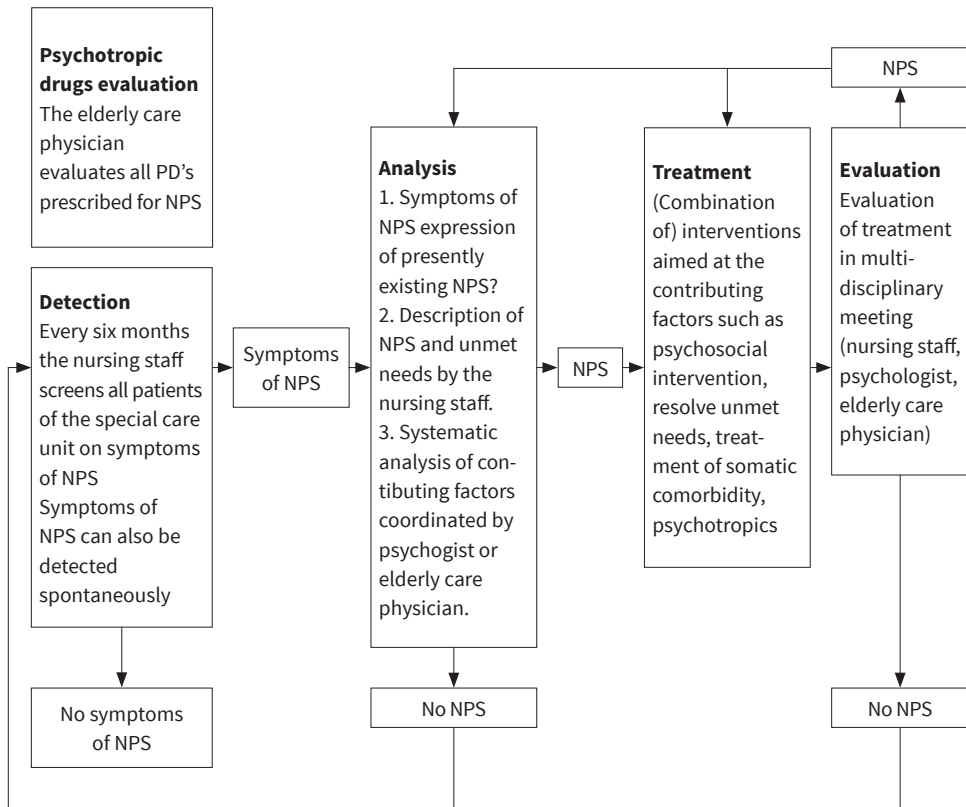 Psychotropic
drugs evaluation
The elderly care
physician
evaluates all PD's
prescribed for NPS
Detection
Every six months
the nursing staff
screens all patients
of the special care
unit on symptoms
of NPS
Symptoms of
NPS can also be
detected
spontaneously
No symptoms
of NPS
Symptoms
of NPS
Analysis
1. Symptoms of
NPS expression
of presently
existing NPS?
2. Description of
NPS and unmet
needs by the
nursing staff.
3. Systematic
analysis of con-
tibuting factors
coordinated by
psychogist or
elderly care
physician.
No NPS
NPS
Treatment
(Combination
of) interventions
aimed at the
contributing
factors such as
psychosocial
intervention,
resolve unmet
needs, treat-
ment of somatic
comorbidity,
psychotropics
NPS
Evaluation
Evaluation
of treatment
in multi-
disciplinary
meeting
(nursing staff,
psychologist,
elderly care
physician)
No NPS